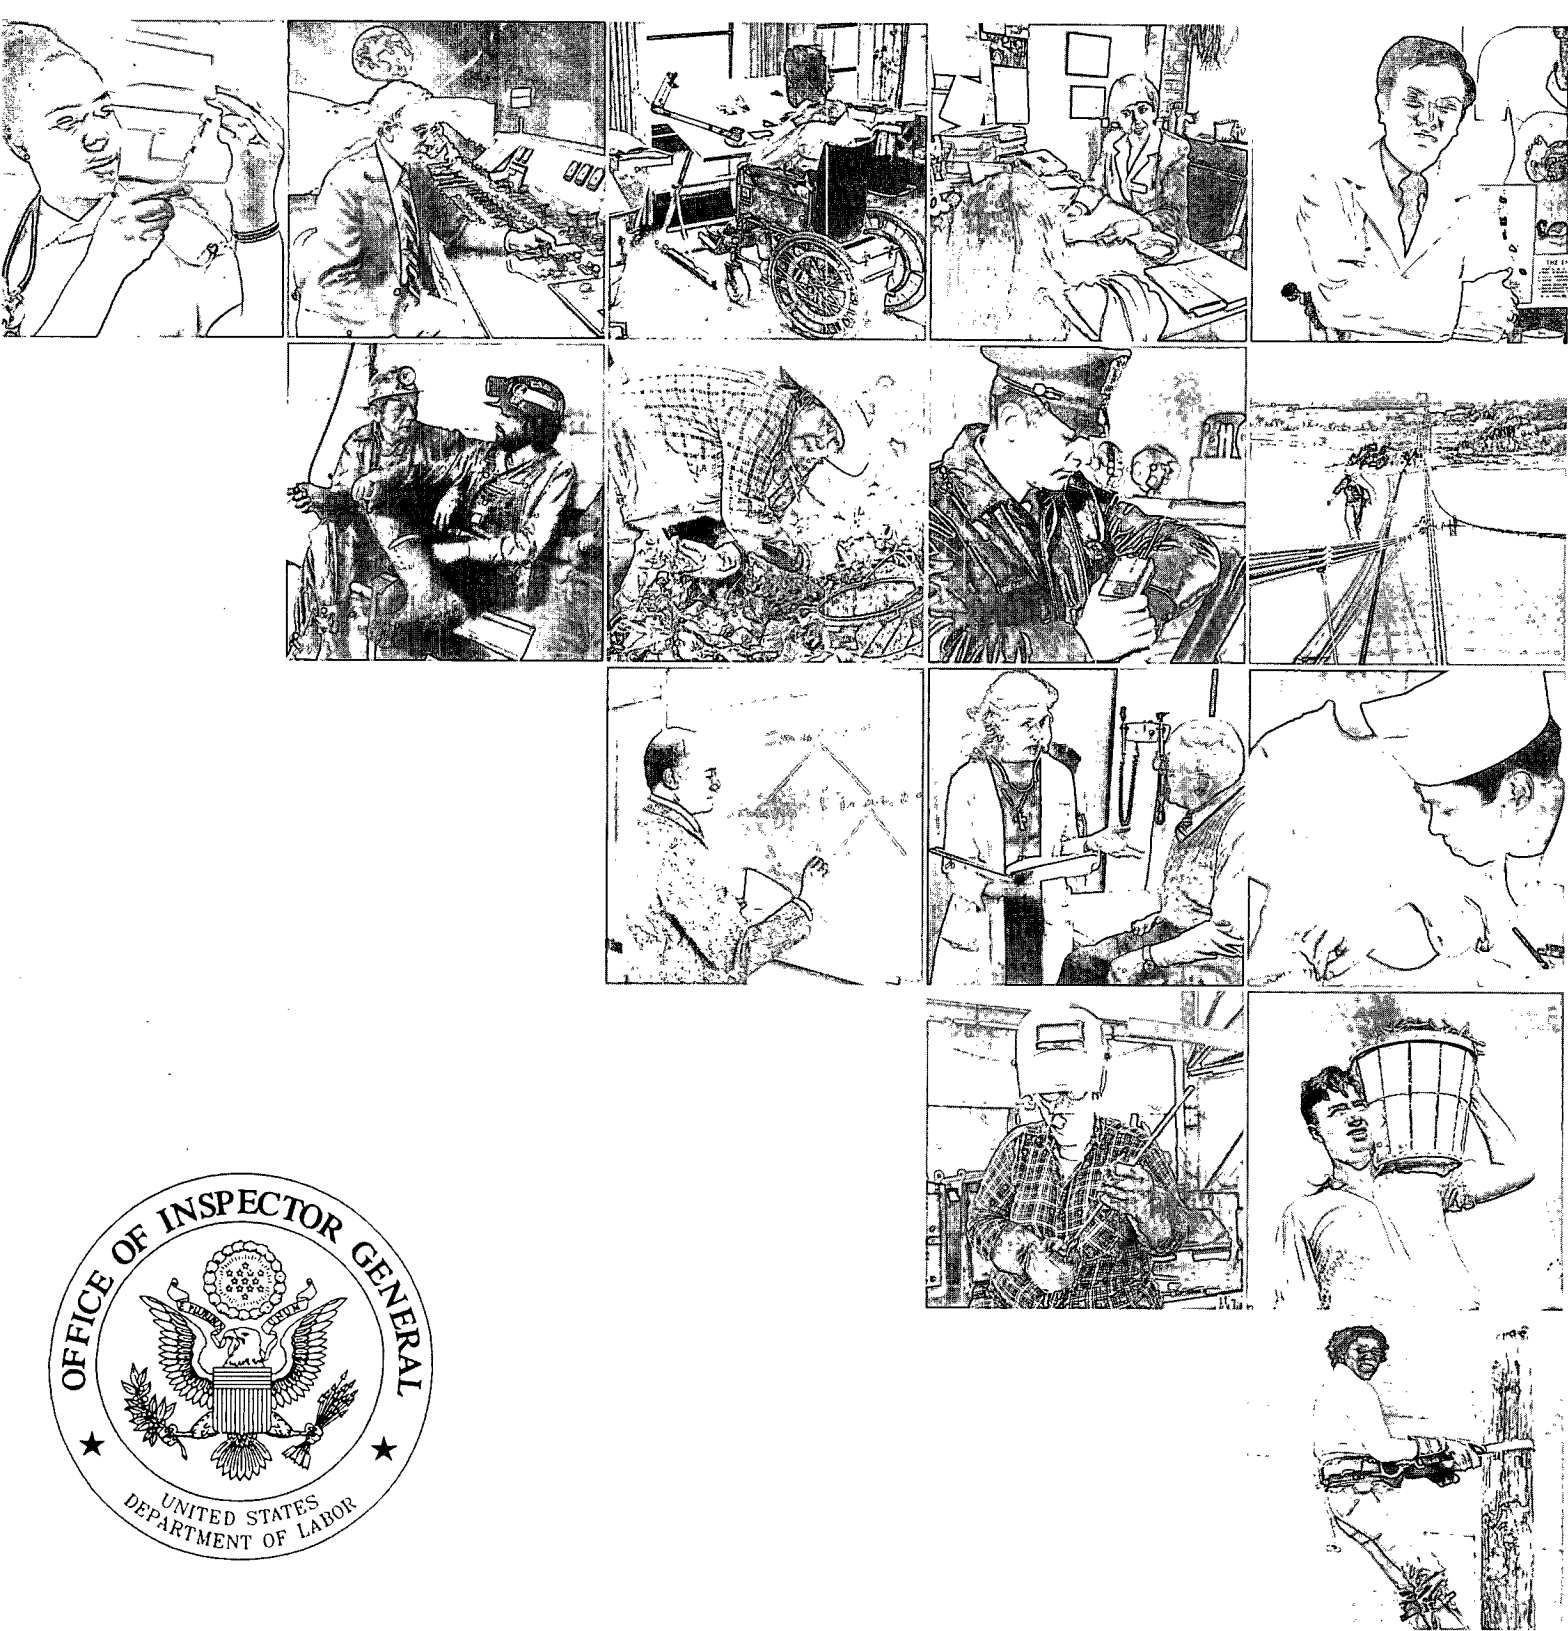 OFFICE OF INSPECTOR GENERAL
E PLURIBUS UNUM
UNITED STATES
DEPARTMENT OF LABOR